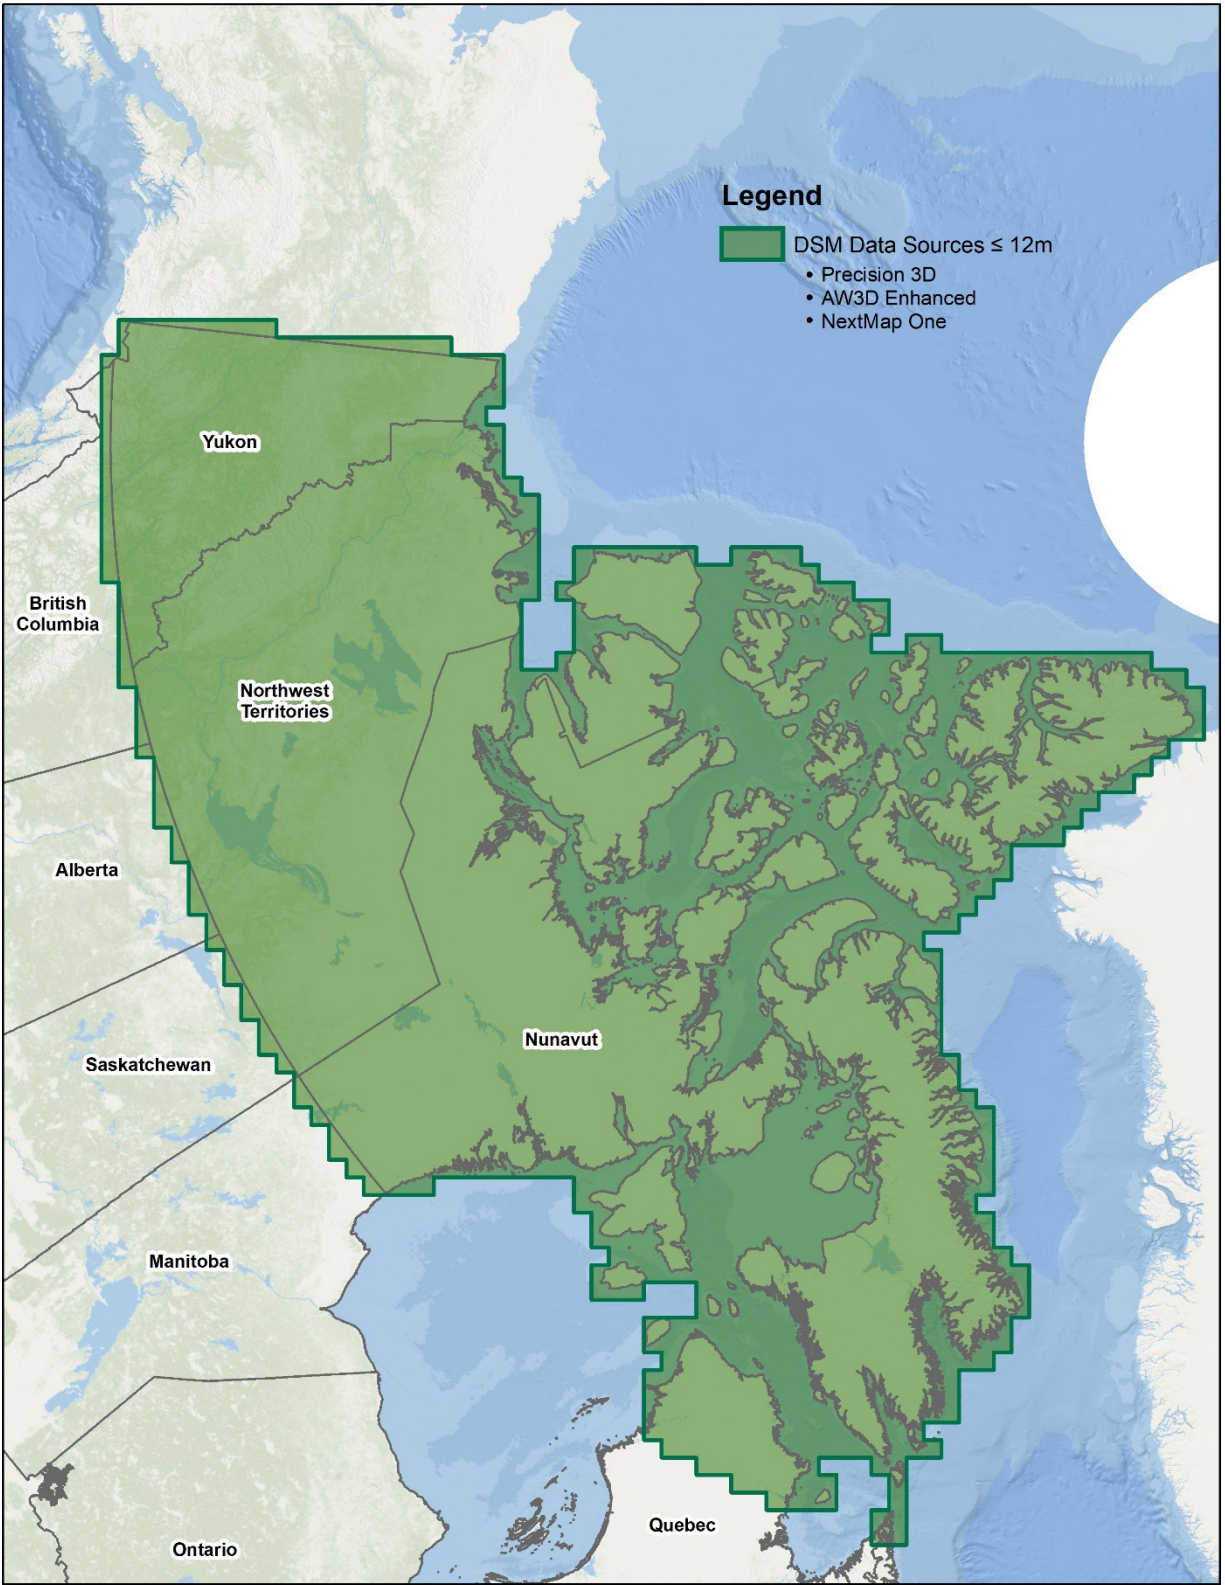 Legend
DSM Data Sources ≤ 12m
• Precision 3D
• AW3D Enhanced
• NextMap One
Yukon
British
Columbia
Northwest
Territories
Alberta
Nunavut
Saskatchewan
Manitoba
Quebec
Ontario